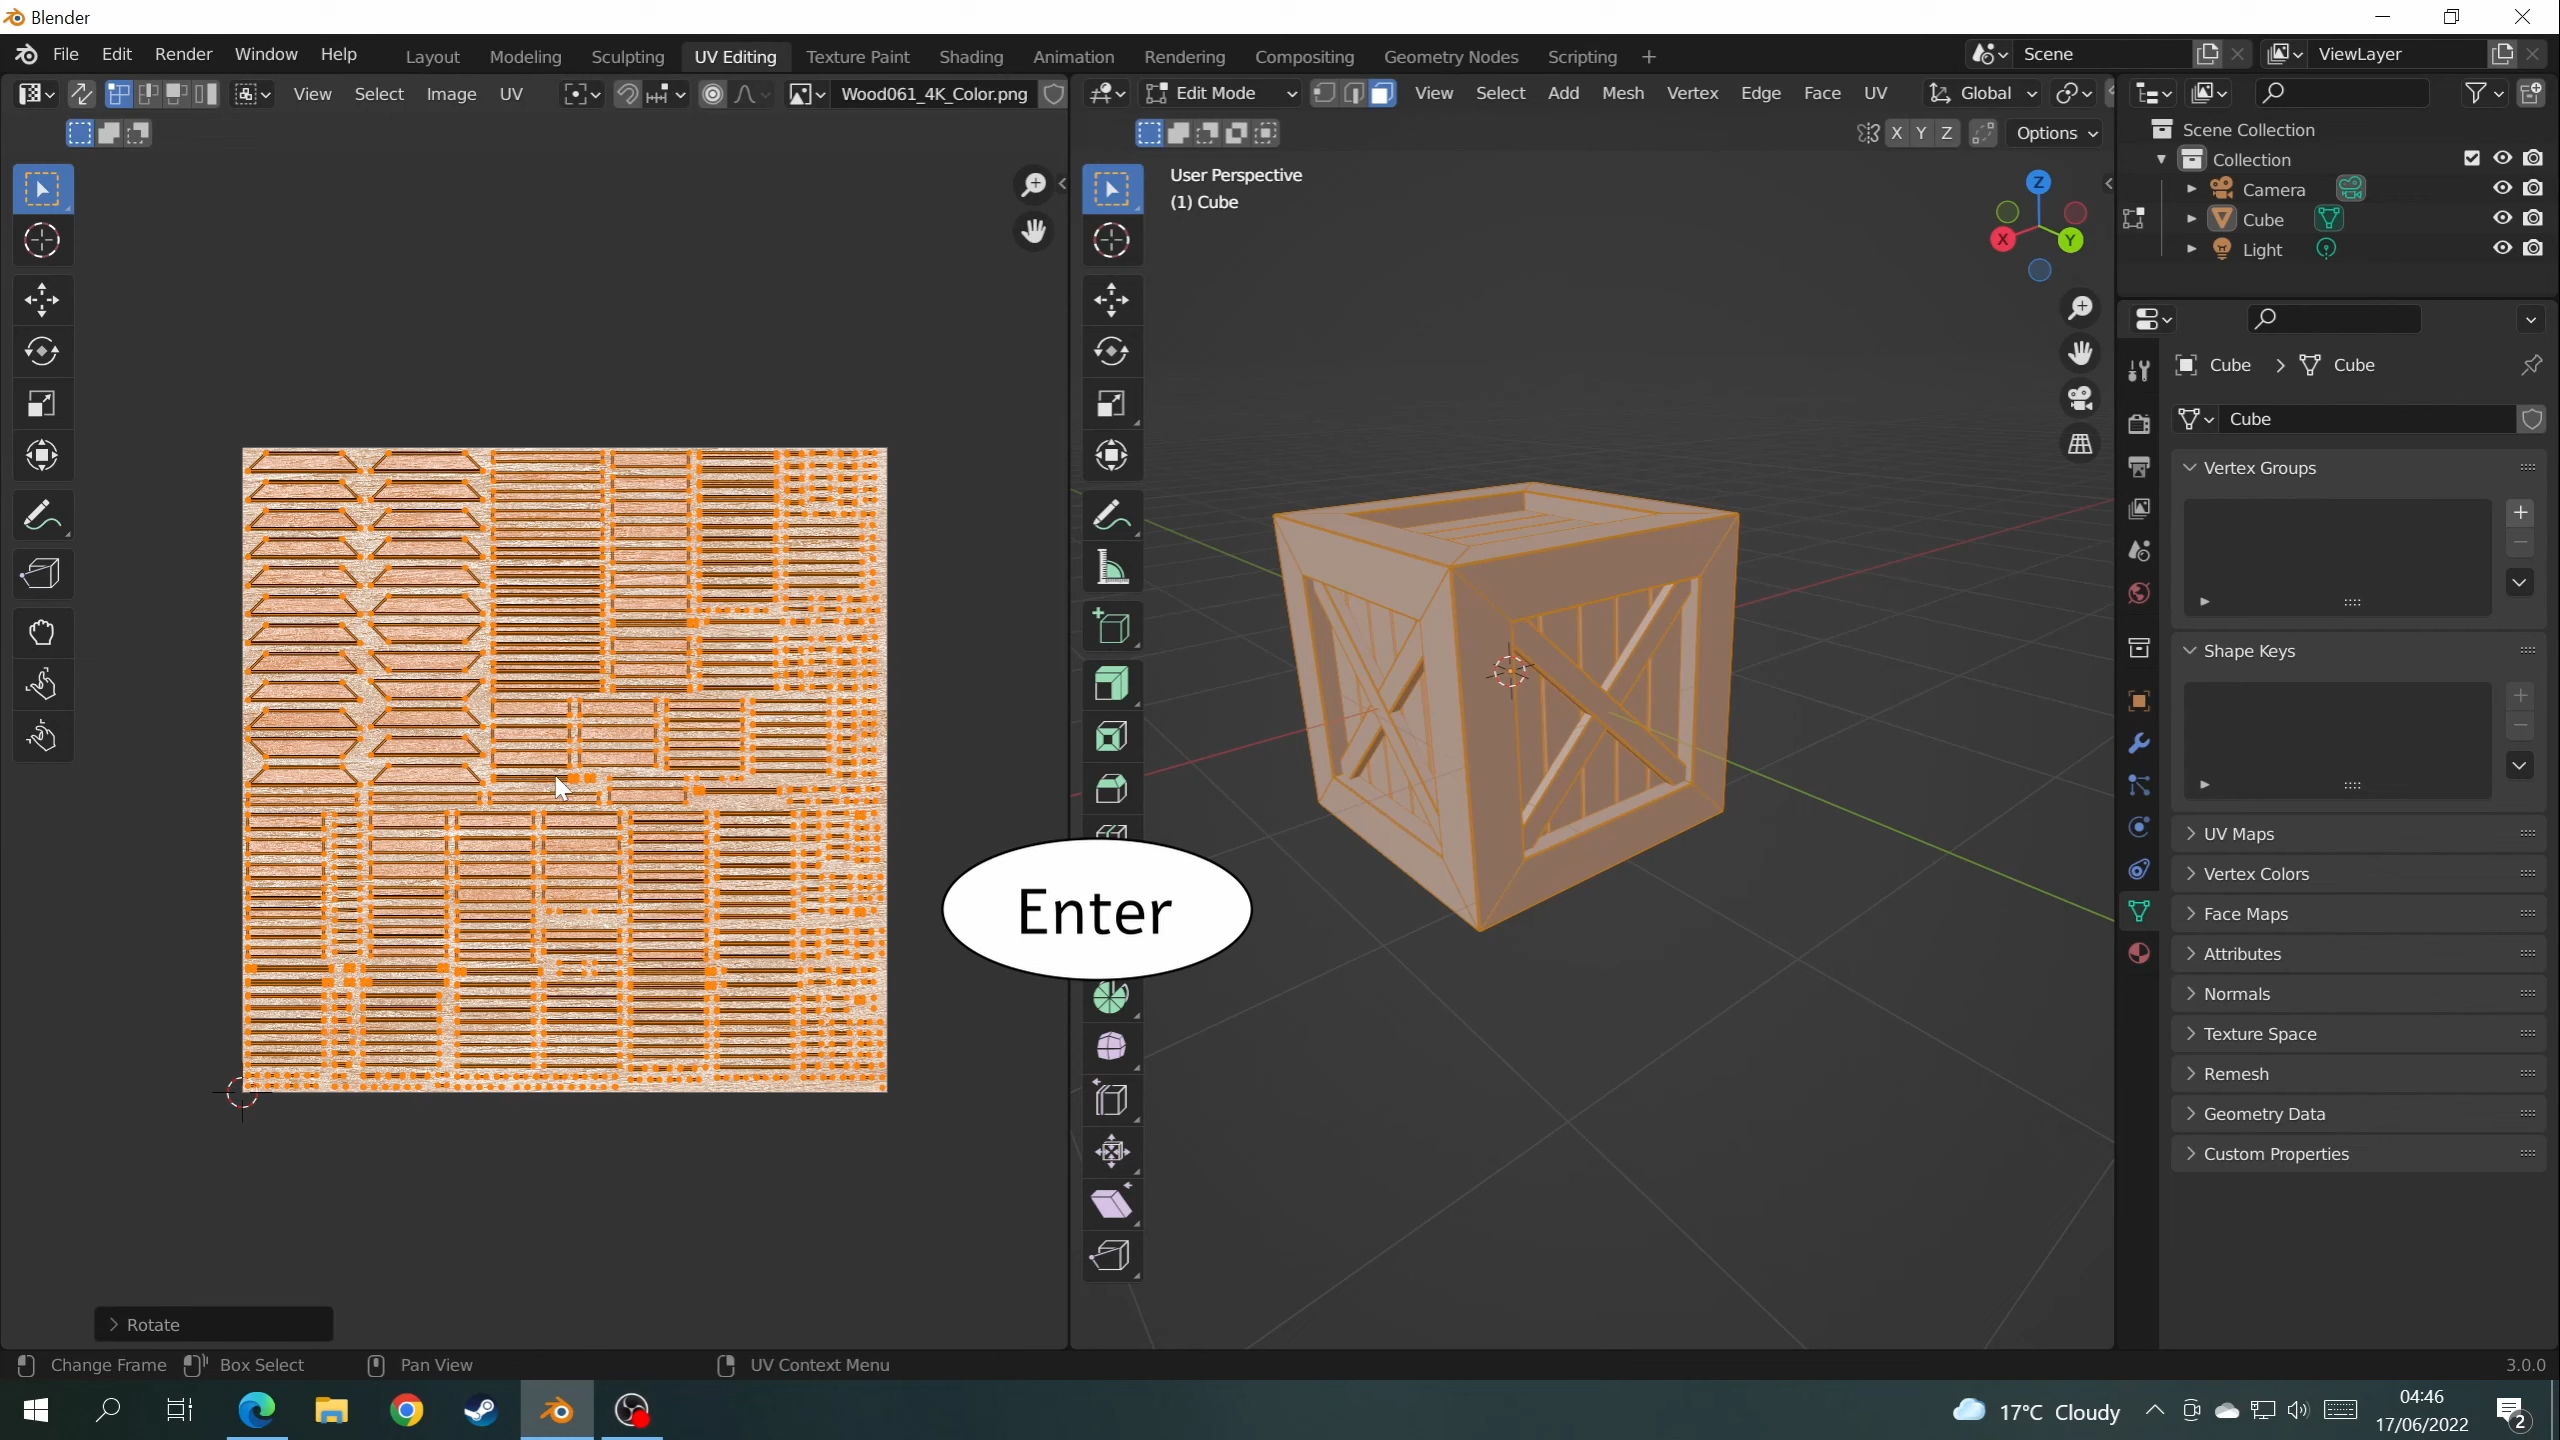 Blender
File Edit Render Window Help
Layout Modeling Sculpting UV Editing Texture Paint Shading Animation Rendering Compositing Geometry Nodes Scripting +
Scene
ViewLayer
View Select Image UV
Wood061_4K_Color.png
Edit Mode
View Select Add Mesh Vertex Edge Face UV
Global
X Y Z
Options
User Perspective
(1) Cube
Z
X
Y
Scene Collection
Collection
Camera
Cube
Light
Cube > Cube
Cube
Vertex Groups
Shape Keys
UV Maps
Vertex Colors
Face Maps
Attributes
Normals
Texture Space
Remesh
Geometry Data
Custom Properties
Enter
Rotate
Change Frame
Box Select
Pan View
UV Context Menu
3.0.0
17°C Cloudy
04:46
17/06/2022
2